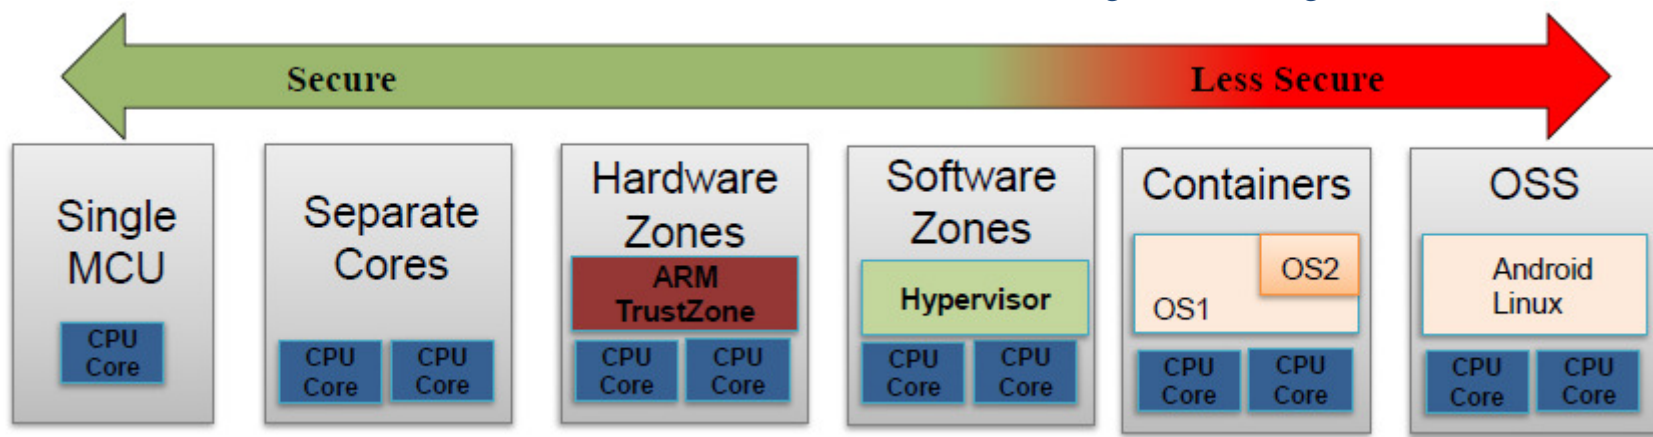 Secure
Less Secure
Single
MCU
CPU
Core
Separate
Cores
CPU
Core
CPU
Core
Hardware
Zones
ARM
TrustZone
CPU
Core
CPU
Core
Software
Zones
Hypervisor
CPU
Core
CPU
Core
Containers
OS2
OS1
CPU
Core
CPU
Core
OSS
Android
Linux
CPU
Core
CPU
Core